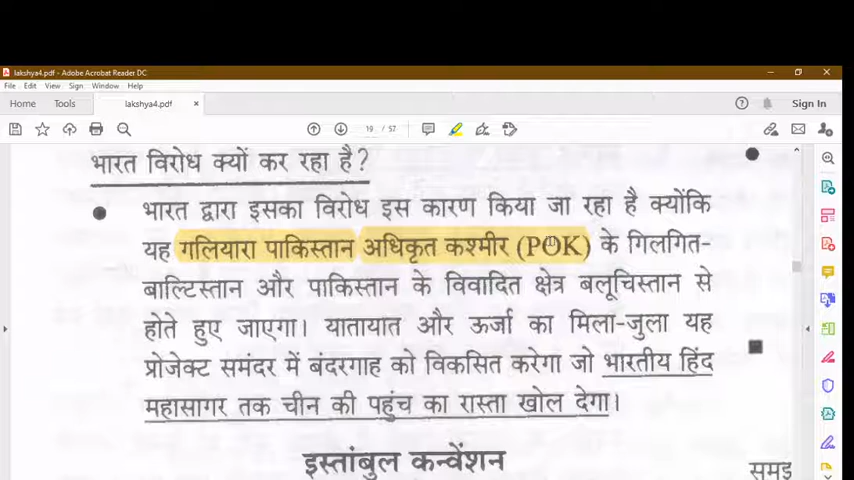 lakshya4.pdf - Adobe Acrobat Reader DC
File Edit View Sign Window Help
Home Tools lakshya4.pdf × Sign In
19 / 57
भारत विरोध क्यों कर रहा है?
भारत द्वारा इसका विरोध इस कारण किया जा रहा है क्योंकि
यह गलियारा पाकिस्तान अधिकृत कश्मीर (POK) के गिलगित-
बाल्टिस्तान और पाकिस्तान के विवादित क्षेत्र बलूचिस्तान से
होते हुए जाएगा। यातायात और ऊर्जा का मिला-जुला यह
प्रोजेक्ट समंदर में बंदरगाह को विकसित करेगा जो भारतीय हिंद
महासागर तक चीन की पहुंच का रास्ता खोल देगा।
इस्तांबुल कन्वेंशन